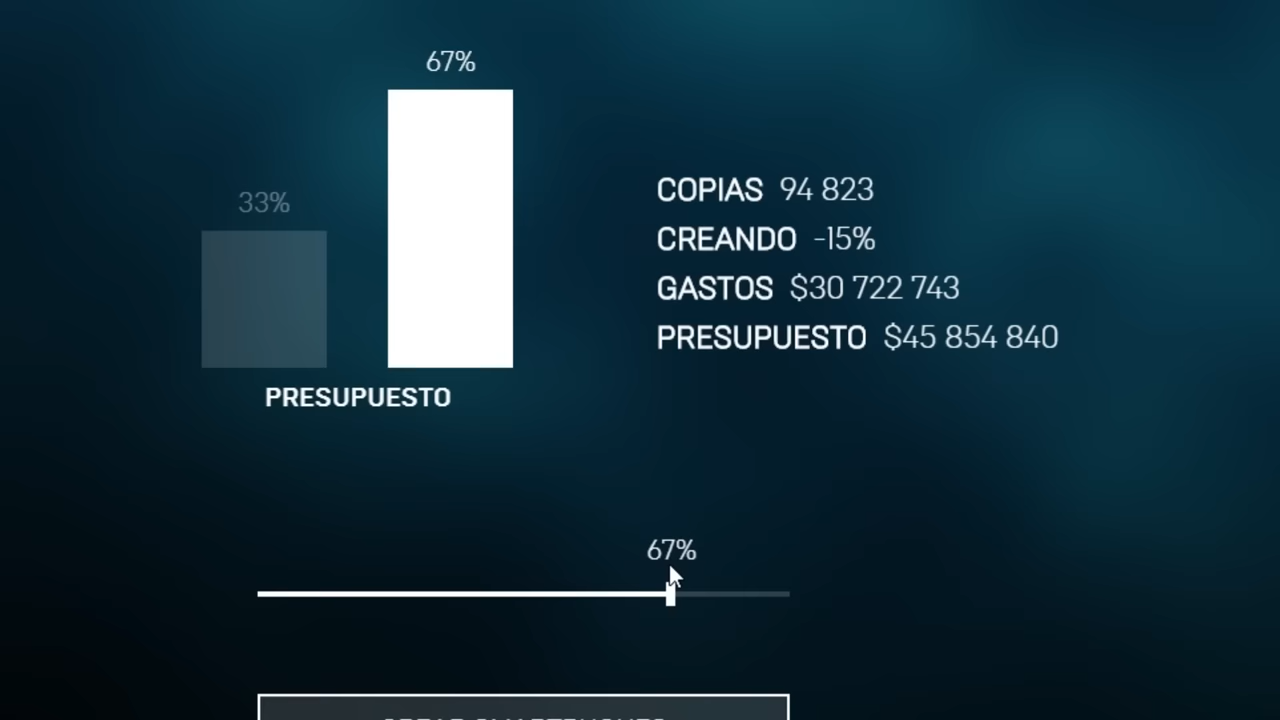 67%
33%
PRESUPUESTO
COPIAS 94 823
CREANDO -15%
GASTOS $30 722 743
PRESUPUESTO $45 854 840
67%